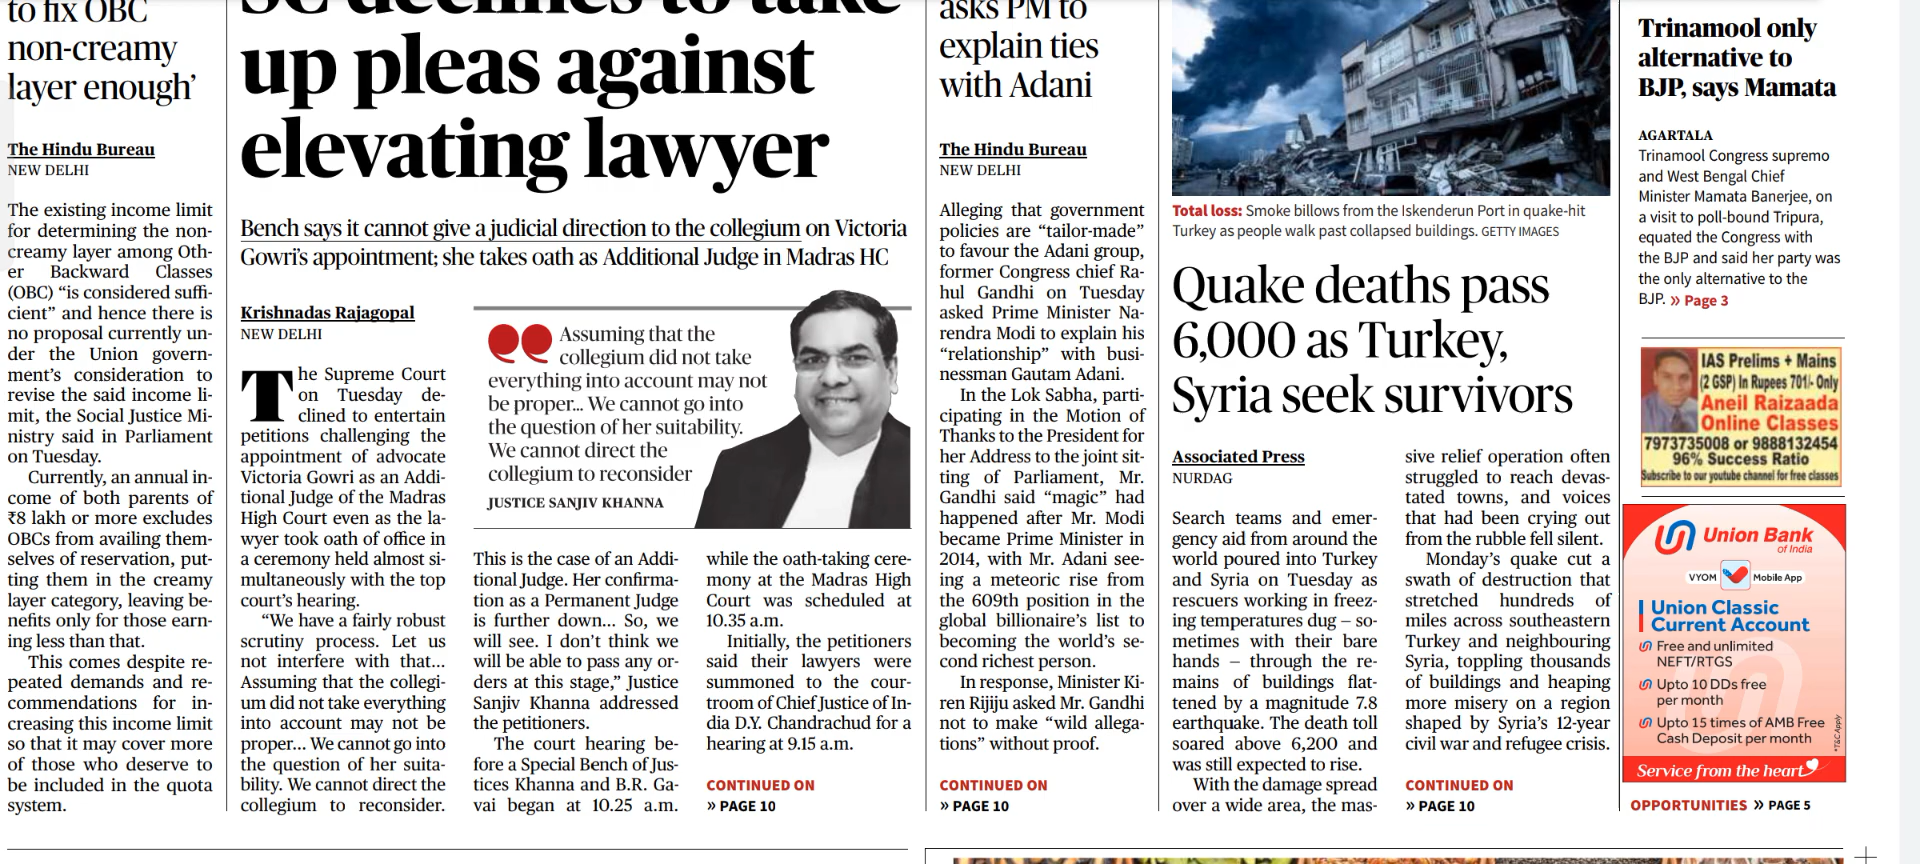 to fix OBC
non-creamy
layer enough’
The Hindu Bureau
NEW DELHI
The existing income limit
for determining the non-
creamy layer among Oth-
er Backward Classes
(OBC) “is considered suffi-
cient” and hence there is
no proposal currently un-
der the Union govern-
ment’s consideration to
revise the said income li-
mit, the Social Justice Mi-
nistry said in Parliament
on Tuesday.
Currently, an annual in-
come of both parents of
₹8 lakh or more excludes
OBCs from availing them-
selves of reservation, put-
ting them in the creamy
layer category, leaving be-
nefits only for those earn-
ing less than that.
This comes despite re-
peated demands and re-
commendations for in-
creasing this income limit
so that it may cover more
of those who deserve to
be included in the quota
system.
SC declines to take
up pleas against
elevating lawyer
Bench says it cannot give a judicial direction to the collegium on Victoria
Gowri’s appointment; she takes oath as Additional Judge in Madras HC
Krishnadas Rajagopal
NEW DELHI
The Supreme Court
on Tuesday de-
clined to entertain
petitions challenging the
appointment of advocate
Victoria Gowri as an Addi-
tional Judge of the Madras
High Court even as the la-
wyer took oath of office in
a ceremony held almost si-
multaneously with the top
court’s hearing.
“We have a fairly robust
scrutiny process. Let us
not interfere with that...
Assuming that the collegi-
um did not take everything
into account may not be
proper... We cannot go into
the question of her suita-
bility. We cannot direct the
collegium to reconsider.
Assuming that the
collegium did not take
everything into account may not
be proper... We cannot go into
the question of her suitability.
We cannot direct the
collegium to reconsider
JUSTICE SANJIV KHANNA
This is the case of an Addi-
tional Judge. Her confirma-
tion as a Permanent Judge
is further down... So, we
will see. I don’t think we
will be able to pass any or-
ders at this stage,” Justice
Sanjiv Khanna addressed
the petitioners.
The court hearing be-
fore a Special Bench of Jus-
tices Khanna and B.R. Ga-
vai began at 10.25 a.m.
while the oath-taking cere-
mony at the Madras High
Court was scheduled at
10.35 a.m.
Initially, the petitioners
said their lawyers were
summoned to the cour-
troom of Chief Justice of In-
dia D.Y. Chandrachud for a
hearing at 9.15 a.m.
CONTINUED ON
» PAGE 10
asks PM to
explain ties
with Adani
The Hindu Bureau
NEW DELHI
Alleging that government
policies are “tailor-made”
to favour the Adani group,
former Congress chief Ra-
hul Gandhi on Tuesday
asked Prime Minister Na-
rendra Modi to explain his
“relationship” with busi-
nessman Gautam Adani.
In the Lok Sabha, parti-
cipating in the Motion of
Thanks to the President for
her Address to the joint sit-
ting of Parliament, Mr.
Gandhi said “magic” had
happened after Mr. Modi
became Prime Minister in
2014, with Mr. Adani see-
ing a meteoric rise from
the 609th position in the
global billionaire’s list to
becoming the world’s se-
cond richest person.
In response, Minister Ki-
ren Rijiju asked Mr. Gandhi
not to make “wild allega-
tions” without proof.
CONTINUED ON
» PAGE 10
Total loss: Smoke billows from the Iskenderun Port in quake-hit
Turkey as people walk past collapsed buildings. GETTY IMAGES
Quake deaths pass
6,000 as Turkey,
Syria seek survivors
Associated Press
NURDAG
Search teams and emer-
gency aid from around the
world poured into Turkey
and Syria on Tuesday as
rescuers working in freez-
ing temperatures dug – so-
metimes with their bare
hands – through the re-
mains of buildings flat-
tened by a magnitude 7.8
earthquake. The death toll
soared above 6,200 and
was still expected to rise.
With the damage spread
over a wide area, the mas-
sive relief operation often
struggled to reach devas-
tated towns, and voices
that had been crying out
from the rubble fell silent.
Monday’s quake cut a
swath of destruction that
stretched hundreds of
miles across southeastern
Turkey and neighbouring
Syria, toppling thousands
of buildings and heaping
more misery on a region
shaped by Syria’s 12-year
civil war and refugee crisis.
CONTINUED ON
» PAGE 10
Trinamool only
alternative to
BJP, says Mamata
AGARTALA
Trinamool Congress supremo
and West Bengal Chief
Minister Mamata Banerjee, on
a visit to poll-bound Tripura,
equated the Congress with
the BJP and said her party was
the only alternative to the
BJP. » Page 3
IAS Prelims + Mains
(2 GSP) In Rupees 701/- Only
Aneil Raizaada
Online Classes
7973735008 or 9888132454
96% Success Ratio
Subscribe to our youtube channel for free classes
Union Bank
of India
VYOM Mobile App
Union Classic
Current Account
Free and unlimited
NEFT/RTGS
Upto 10 DDs free
per month
Upto 15 times of AMB Free
Cash Deposit per month
*T&C Apply
Service from the heart
OPPORTUNITIES » PAGE 5